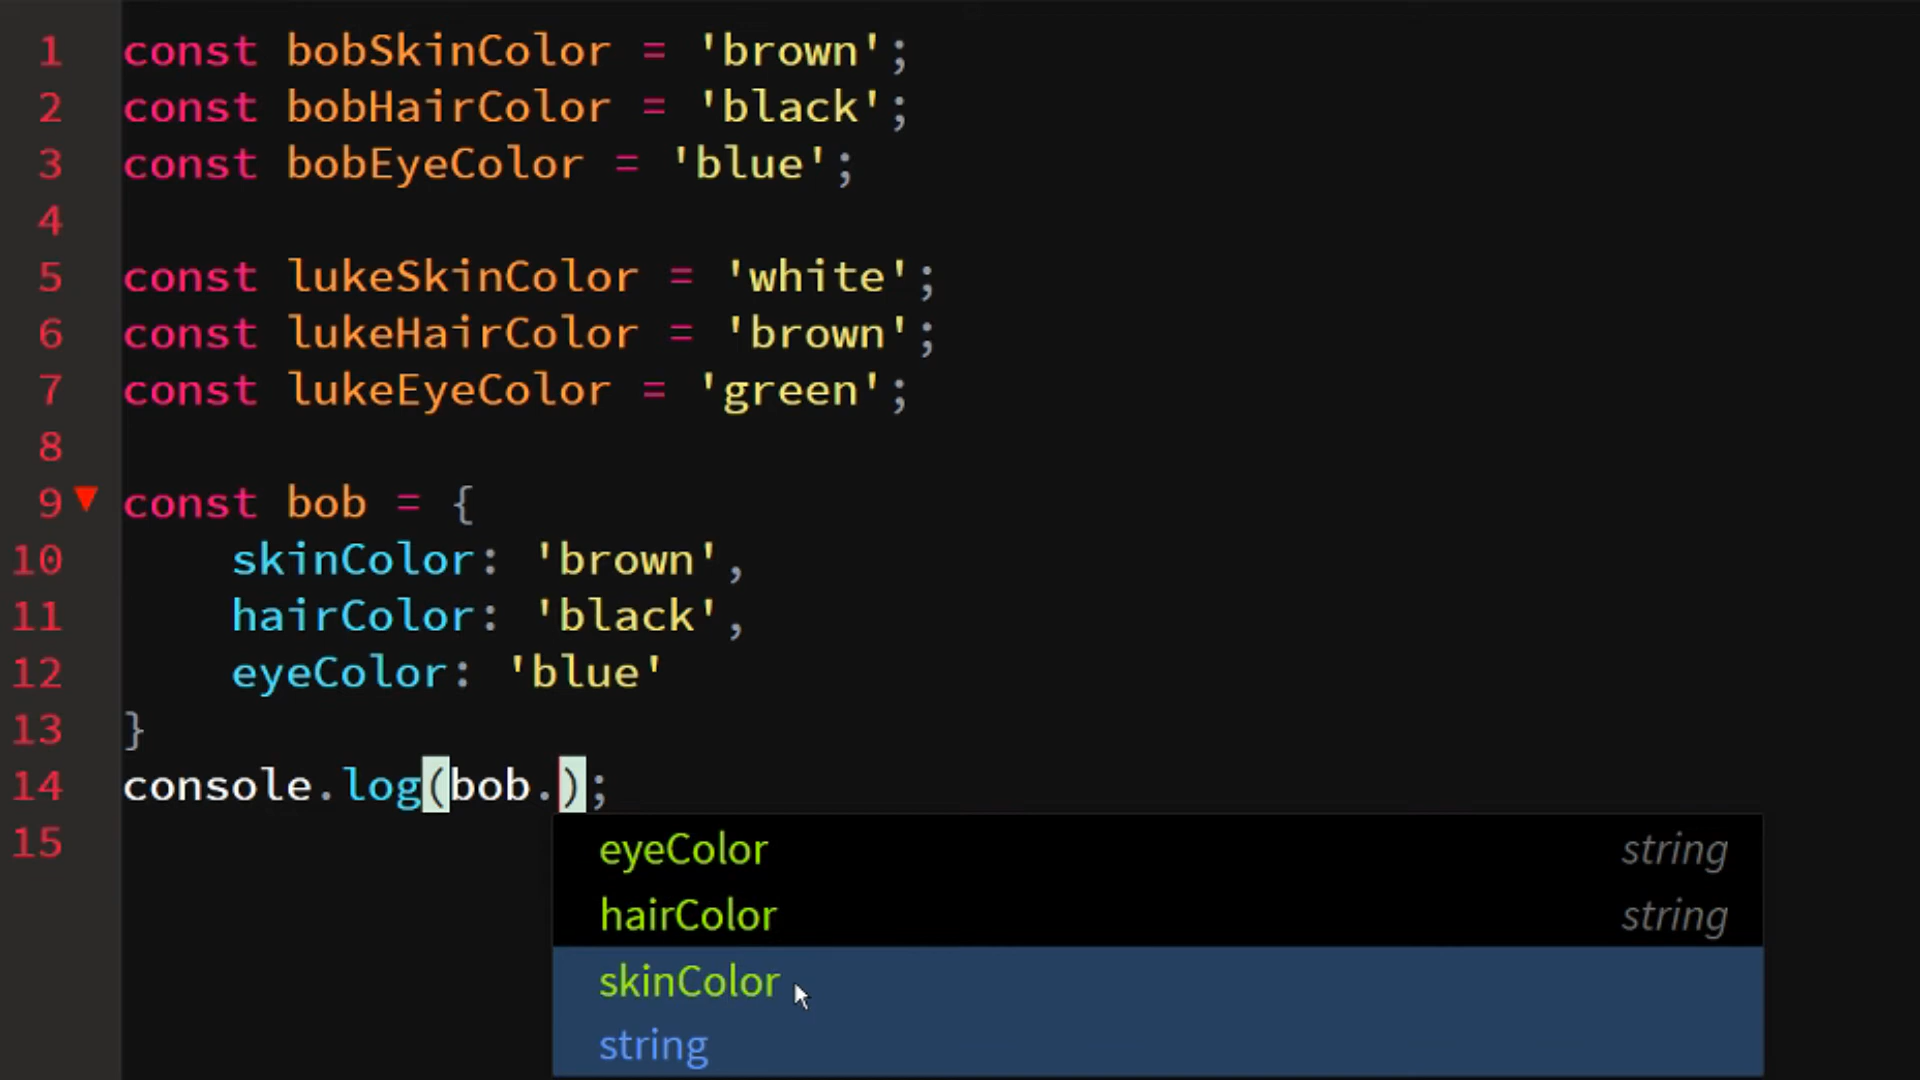 1 const bobSkinColor = 'brown';
2 const bobHairColor = 'black';
3 const bobEyeColor = 'blue';
4
5 const lukeSkinColor = 'white';
6 const lukeHairColor = 'brown';
7 const lukeEyeColor = 'green';
8
9 const bob = {
10 skinColor: 'brown',
11 hairColor: 'black',
12 eyeColor: 'blue'
13 }
14 console.log(bob.);
15
eyeColor string
hairColor string
skinColor
string